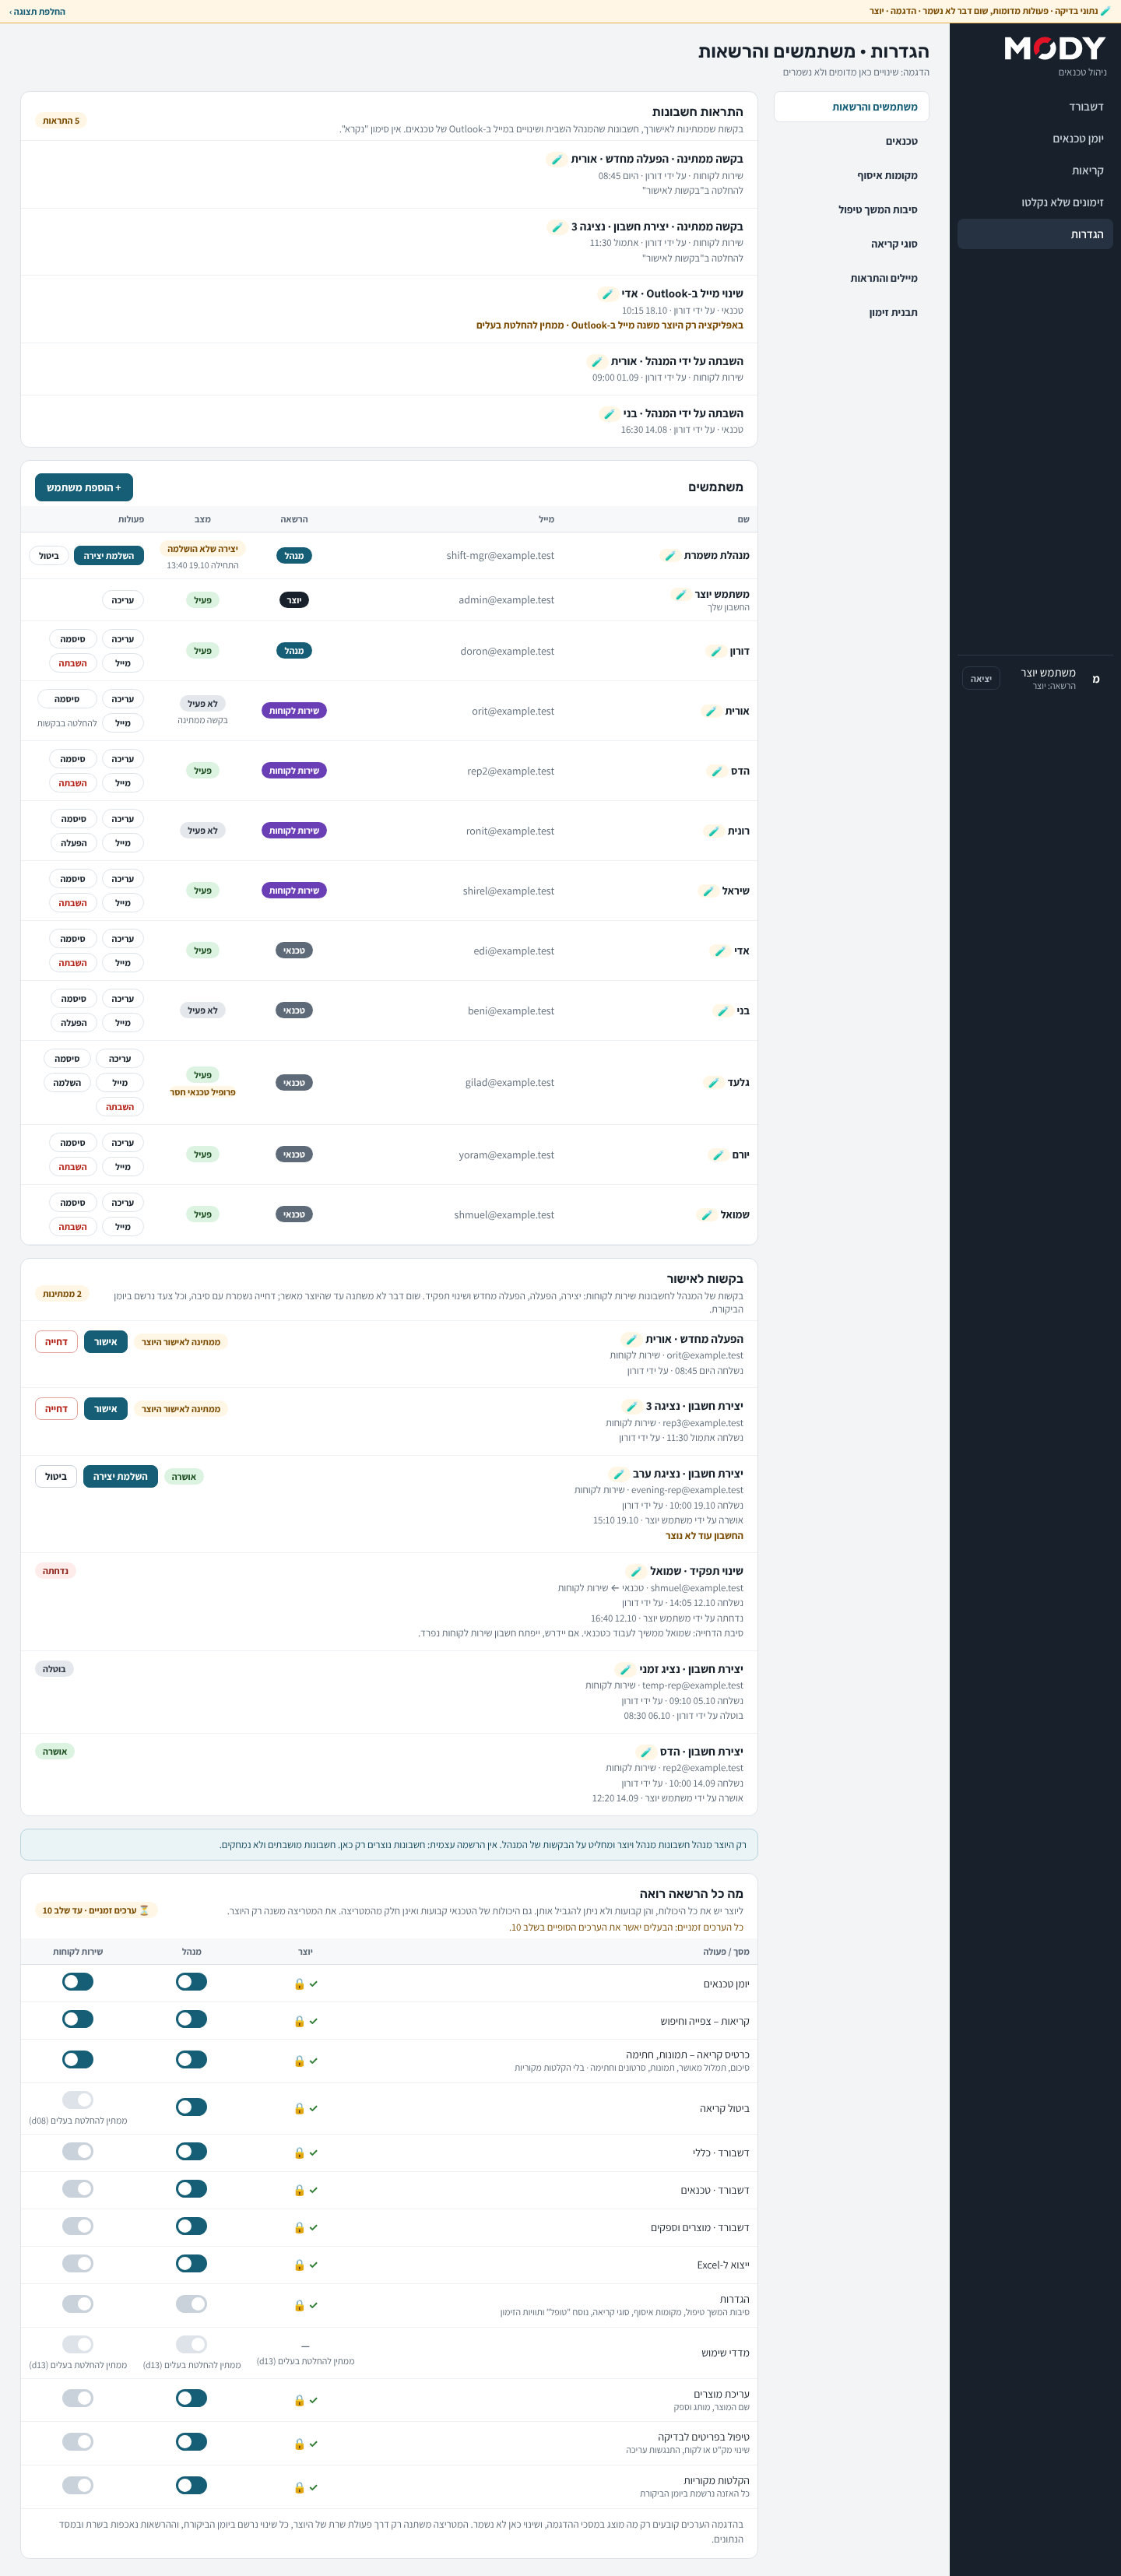 🧪 נתוני בדיקה · פעולות מדומות, שום דבר לא נשמר · הדגמה · יוצר
החלפת תצוגה ›
MODY
ניהול טכנאים
דשבורד
יומן טכנאים
קריאות
זימונים שלא נקלטו
הגדרות
מ
משתמש יוצר
הרשאה: יוצר
יציאה
הגדרות • משתמשים והרשאות
הדגמה: שינויים כאן מדומים ולא נשמרים
משתמשים והרשאות
טכנאים
מקומות איסוף
סיבות המשך טיפול
סוגי קריאה
מיילים והתראות
תבנית זימון
התראות חשבונות
5 התראות
בקשות שממתינות לאישורך, חשבונות שהמנהל השבית ושינויים במייל ב-Outlook של טכנאים. אין סימון "נקרא".
בקשה ממתינה · הפעלה מחדש · אורית 🧪
שירות לקוחות · על ידי דורון · היום 08:45
להחלטה ב"בקשות לאישור"
בקשה ממתינה · יצירת חשבון · נציגה 3 🧪
שירות לקוחות · על ידי דורון · אתמול 11:30
להחלטה ב"בקשות לאישור"
שינוי מייל ב-Outlook · אדי 🧪
טכנאי · על ידי דורון · 18.10 10:15
באפליקציה רק היוצר משנה מייל ב-Outlook · ממתין להחלטת בעלים
השבתה על ידי המנהל · אורית 🧪
שירות לקוחות · על ידי דורון · 01.09 09:00
השבתה על ידי המנהל · בני 🧪
טכנאי · על ידי דורון · 14.08 16:30
משתמשים
+ הוספת משתמש
שם מייל הרשאה מצב פעולות
מנהלת משמרת 🧪 shift-mgr@example.test מנהל יצירה שלא הושלמה השלמת יצירה ביטול
התחילה 19.10 13:40
משתמש יוצר 🧪 admin@example.test יוצר פעיל עריכה
החשבון שלך
דורון 🧪 doron@example.test מנהל פעיל עריכה סיסמה
מייל השבתה
אורית 🧪 orit@example.test שירות לקוחות לא פעיל עריכה סיסמה
בקשה ממתינה מייל להחלטה בבקשות
הדס 🧪 rep2@example.test שירות לקוחות פעיל עריכה סיסמה
מייל השבתה
רונית 🧪 ronit@example.test שירות לקוחות לא פעיל עריכה סיסמה
מייל הפעלה
שיראל 🧪 shirel@example.test שירות לקוחות פעיל עריכה סיסמה
מייל השבתה
אדי 🧪 edi@example.test טכנאי פעיל עריכה סיסמה
מייל השבתה
בני 🧪 beni@example.test טכנאי לא פעיל עריכה סיסמה
מייל הפעלה
גלעד 🧪 gilad@example.test טכנאי פעיל עריכה סיסמה
פרופיל טכנאי חסר מייל השלמה
השבתה
יורם 🧪 yoram@example.test טכנאי פעיל עריכה סיסמה
מייל השבתה
שמואל 🧪 shmuel@example.test טכנאי פעיל עריכה סיסמה
מייל השבתה
בקשות לאישור
2 ממתינות
בקשות של המנהל לחשבונות שירות לקוחות: יצירה, הפעלה, הפעלה מחדש ושינוי תפקיד. שום דבר לא משתנה עד שהיוצר מאשר; דחייה נשמרת עם סיבה, וכל צעד נרשם ביומן
הביקורת.
הפעלה מחדש · אורית 🧪 ממתינה לאישור היוצר אישור דחייה
orit@example.test · שירות לקוחות
נשלחה היום 08:45 · על ידי דורון
יצירת חשבון · נציגה 3 🧪 ממתינה לאישור היוצר אישור דחייה
rep3@example.test · שירות לקוחות
נשלחה אתמול 11:30 · על ידי דורון
יצירת חשבון · נציגת ערב 🧪 אושרה השלמת יצירה ביטול
evening-rep@example.test · שירות לקוחות
נשלחה 19.10 10:00 · על ידי דורון
אושרה על ידי משתמש יוצר · 19.10 15:10
החשבון עוד לא נוצר
שינוי תפקיד · שמואל 🧪 נדחתה
shmuel@example.test · טכנאי ← שירות לקוחות
נשלחה 12.10 14:05 · על ידי דורון
נדחתה על ידי משתמש יוצר · 12.10 16:40
סיבת הדחייה: שמואל ממשיך לעבוד כטכנאי. אם יידרש, ייפתח חשבון שירות לקוחות נפרד.
יצירת חשבון · נציג זמני 🧪 בוטלה
temp-rep@example.test · שירות לקוחות
נשלחה 05.10 09:10 · על ידי דורון
בוטלה על ידי דורון · 06.10 08:30
יצירת חשבון · הדס 🧪 אושרה
rep2@example.test · שירות לקוחות
נשלחה 14.09 10:00 · על ידי דורון
אושרה על ידי משתמש יוצר · 14.09 12:20
רק היוצר מנהל חשבונות מנהל ויוצר ומחליט על הבקשות של המנהל. אין הרשמה עצמית: חשבונות נוצרים רק כאן. חשבונות מושבתים ולא נמחקים.
מה כל הרשאה רואה
⏳ ערכים זמניים · עד שלב 10
ליוצר יש את כל היכולות, והן קבועות ולא ניתן להגביל אותן. גם היכולות של הטכנאי קבועות ואינן חלק מהמטריצה. את המטריצה משנה רק היוצר.
כל הערכים זמניים: הבעלים יאשר את הערכים הסופיים בשלב 10.
מסך / פעולה יוצר מנהל שירות לקוחות
יומן טכנאים ✓ 🔒
קריאות – צפייה וחיפוש ✓ 🔒
כרטיס קריאה – תמונות, חתימה ✓ 🔒
סיכום, תמלול מאושר, תמונות, סרטונים וחתימה · בלי הקלטות מקוריות
ביטול קריאה ✓ 🔒 ממתין להחלטת בעלים (d08)
דשבורד · כללי ✓ 🔒
דשבורד · טכנאים ✓ 🔒
דשבורד · מוצרים וספקים ✓ 🔒
ייצוא ל-Excel ✓ 🔒
הגדרות ✓ 🔒
סיבות המשך טיפול, מקומות איסוף, סוגי קריאה, נוסח "טופל" ותוויות הזימון
מדדי שימוש —
ממתין להחלטת בעלים (d13) ממתין להחלטת בעלים (d13) ממתין להחלטת בעלים (d13)
עריכת מוצרים ✓ 🔒
שם המוצר, מותג וספק
טיפול בפריטים לבדיקה ✓ 🔒
שינוי מק"ט או לקוח, התנגשות עריכה
הקלטות מקוריות ✓ 🔒
כל האזנה נרשמת ביומן הביקורת
בהדגמה הערכים קובעים רק מה מוצג במסכי ההדגמה, ושינוי כאן לא נשמר. המטריצה משתנה רק דרך פעולת שרת של היוצר, כל שינוי נרשם ביומן הביקורת, וההרשאות נאכפות בשרת ובמסד
הנתונים.